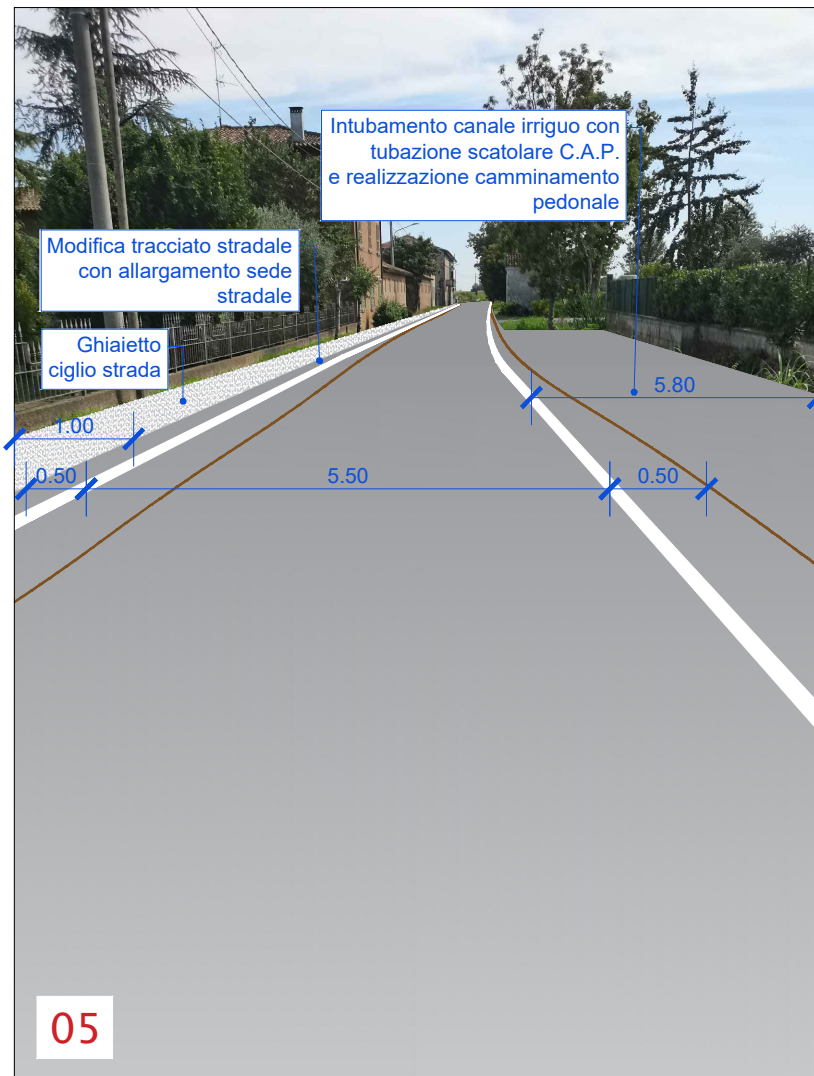 Intubamento canale irriguo con
tubazione scatolare C.A.P.
e realizzazione camminamento
pedonale
Modifica tracciato stradale
con allargamento sede
stradale
Ghiaietto
ciglio strada
5.80
1.00
0.50
5.50
0.50
05